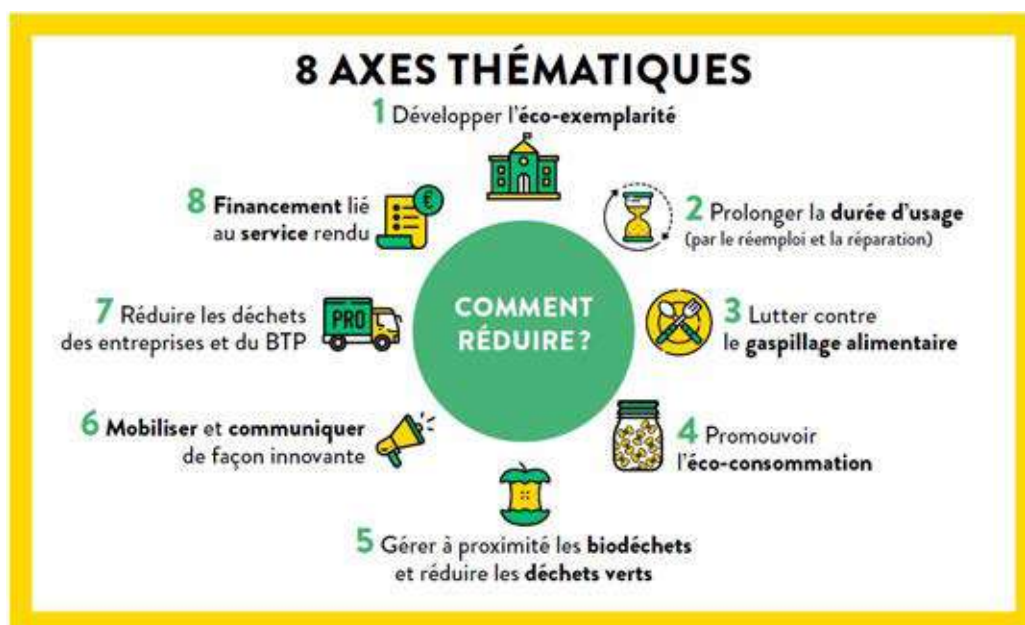 8 AXES THÉMATIQUES
1 Développer l'éco-exemplarité
2 Prolonger la durée d'usage
(par le réemploi et la réparation)
3 Lutter contre
le gaspillage alimentaire
4 Promouvoir
l'éco-consommation
5 Gérer à proximité les biodéchets
et réduire les déchets verts
6 Mobiliser et communiquer
de façon innovante
7 Réduire les déchets
des entreprises et du BTP
PRO
8 Financement lié
au service rendu
€
COMMENT
RÉDUIRE ?